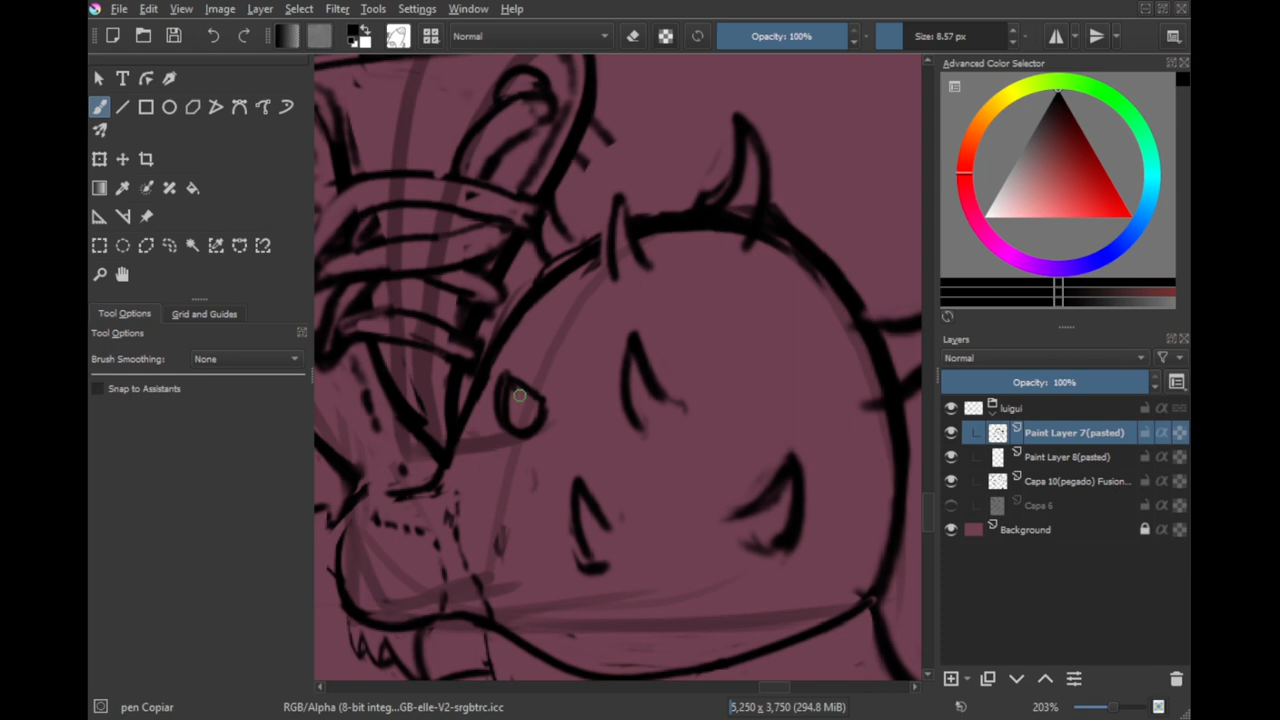 File Edit View Image Layer Select Filter Tools Settings Window Help
Normal Opacity: 100% Size: 8.57 px
Tool Options Grid and Guides
Tool Options
Brush Smoothing: None
Snap to Assistants
Advanced Color Selector
Layers
Normal
Opacity: 100%
luigui
Paint Layer 7(pasted)
Paint Layer 8(pasted)
Capa 10(pegado) Fusion...
Capa 6
Background
pen Copiar RGB/Alpha (8-bit integ...GB-elle-V2-srgbtrc.icc 5,250 x 3,750 (294.8 MiB) 203%